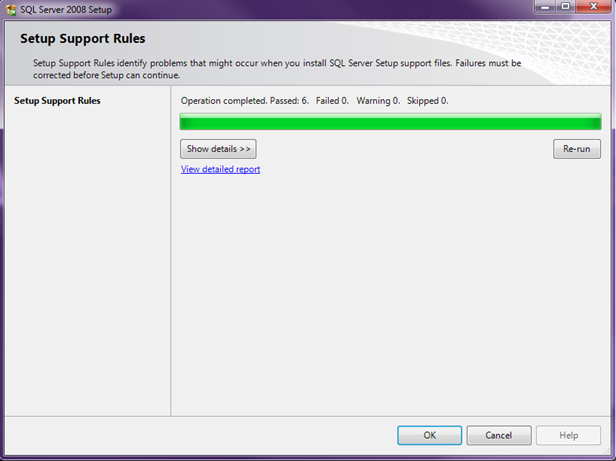 SQL Server 2008 Setup
Setup Support Rules
Setup Support Rules identify problems that might occur when you install SQL Server Setup support files. Failures must be
corrected before Setup can continue.
Setup Support Rules
Operation completed. Passed: 6.   Failed 0.   Warning 0.   Skipped 0.
Show details >>
Re-run
View detailed report
OK
Cancel
Help